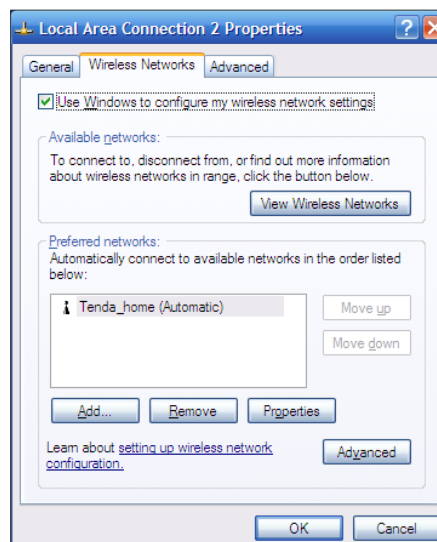 Local Area Connection 2 Properties
General
Wireless Networks
Advanced
Use Windows to configure my wireless network settings
Available networks:
To connect to, disconnect from, or find out more information
about wireless networks in range, click the button below.
View Wireless Networks
Preferred networks:
Automatically connect to available networks in the order listed
below:
Tenda_home (Automatic)
Move up
Move down
Add...
Remove
Properties
Learn about setting up wireless network
configuration.
Advanced
OK
Cancel